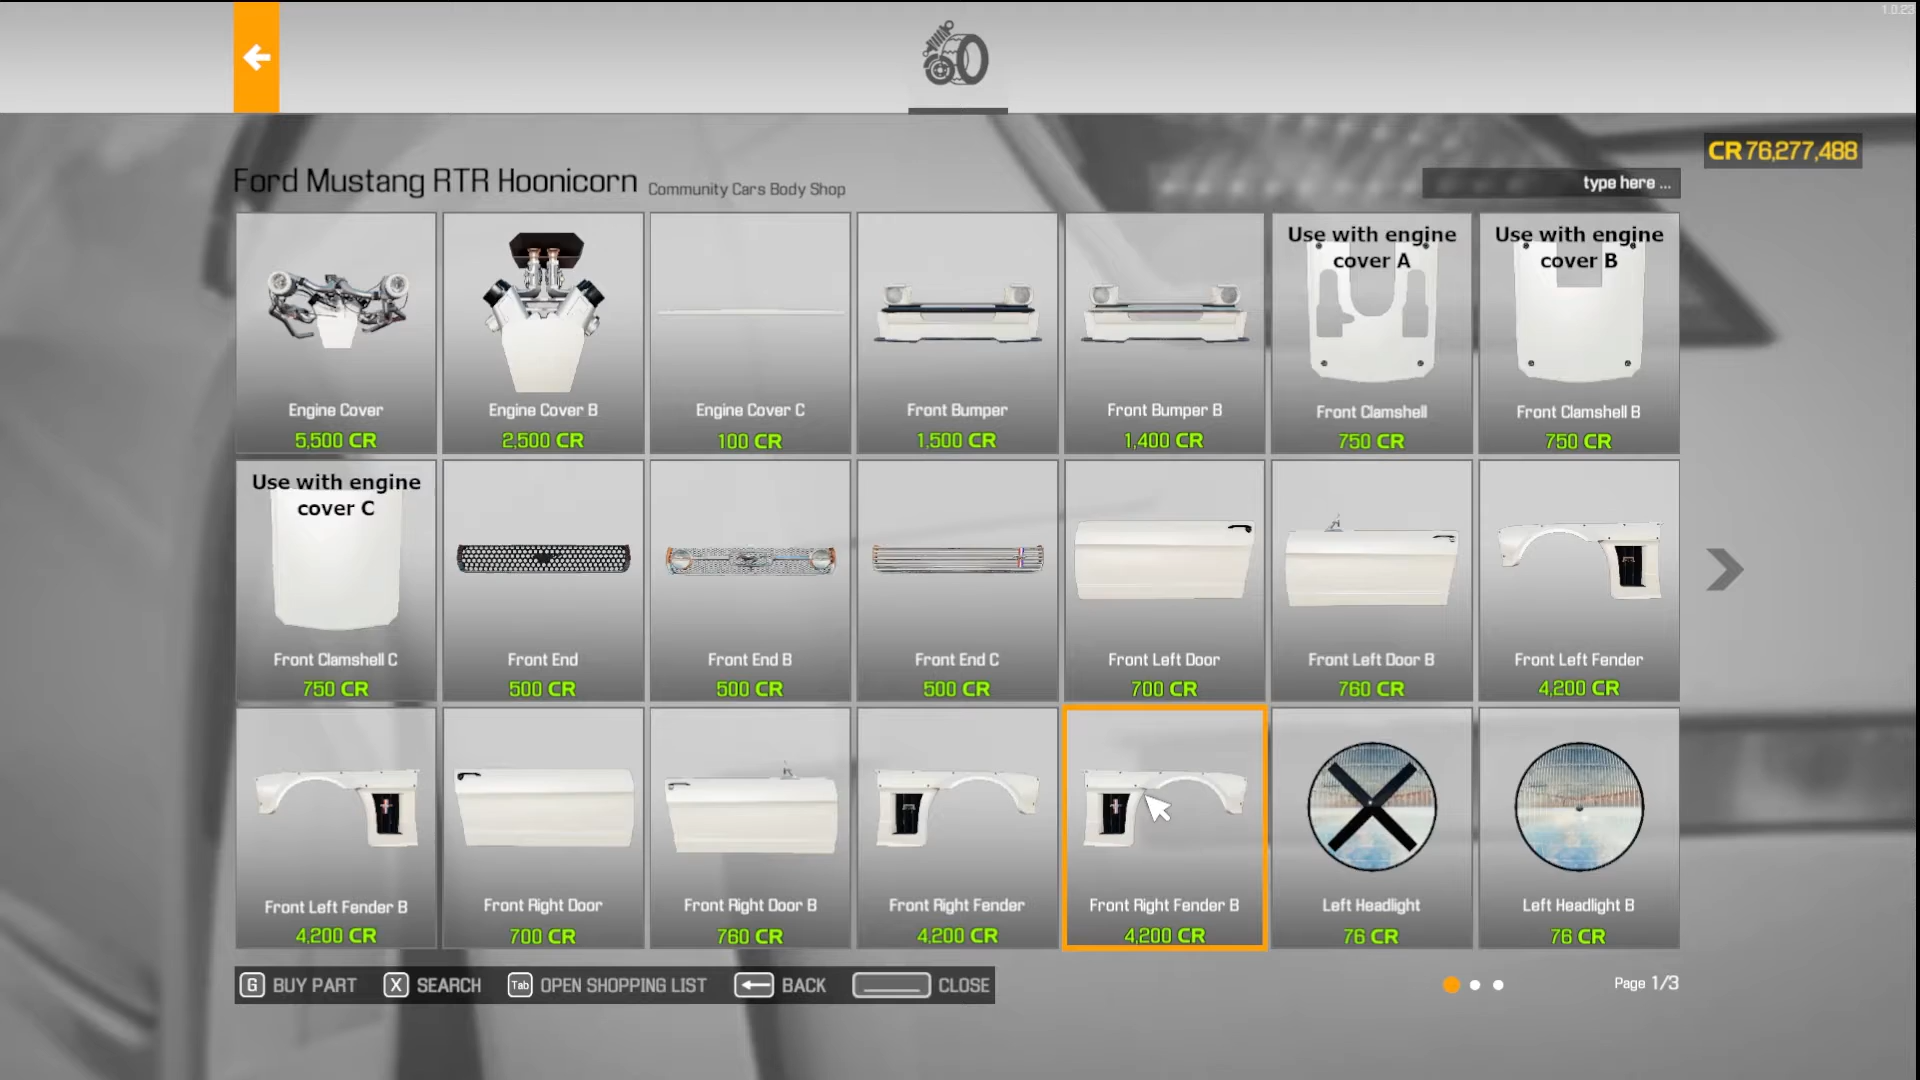 1.0.23
CR 76,277,488
Ford Mustang RTR Hoonicorn Community Cars Body Shop
type here ...
Engine Cover
5,500 CR
Engine Cover B
2,500 CR
Engine Cover C
100 CR
Front Bumper
1,500 CR
Front Bumper B
1,400 CR
Use with engine
cover A
Front Clamshell
750 CR
Use with engine
cover B
Front Clamshell B
750 CR
Use with engine
cover C
Front Clamshell C
750 CR
Front End
500 CR
Front End B
500 CR
Front End C
500 CR
Front Left Door
700 CR
Front Left Door B
760 CR
Front Left Fender
4,200 CR
Front Left Fender B
4,200 CR
Front Right Door
700 CR
Front Right Door B
760 CR
Front Right Fender
4,200 CR
Front Right Fender B
4,200 CR
Left Headlight
76 CR
Left Headlight B
76 CR
G BUY PART X SEARCH Tab OPEN SHOPPING LIST BACK CLOSE
Page 1/3